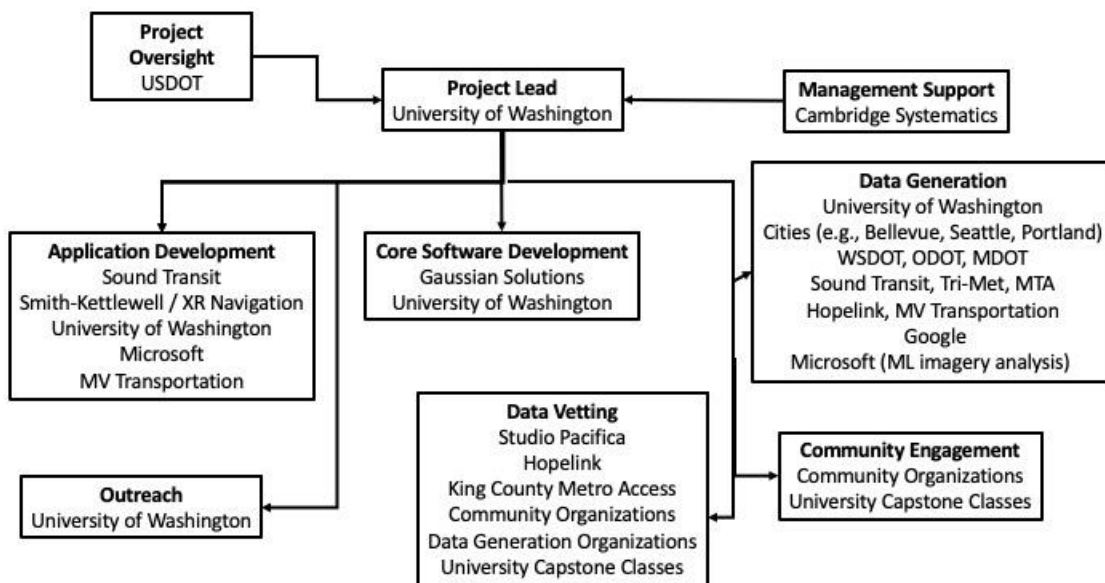 Project
Oversight
USDOT
Project Lead
University of Washington
Management Support
Cambridge Systematics
Application Development
Sound Transit
Smith-Kettlewell / XR Navigation
University of Washington
Microsoft
MV Transportation
Core Software Development
Gaussian Solutions
University of Washington
Data Generation
University of Washington
Cities (e.g., Bellevue, Seattle, Portland)
WSDOT, ODOT, MDOT
Sound Transit, Tri-Met, MTA
Hopelink, MV Transportation
Google
Microsoft (ML imagery analysis)
Outreach
University of Washington
Data Vetting
Studio Pacifica
Hopelink
King County Metro Access
Community Organizations
Data Generation Organizations
University Capstone Classes
Community Engagement
Community Organizations
University Capstone Classes